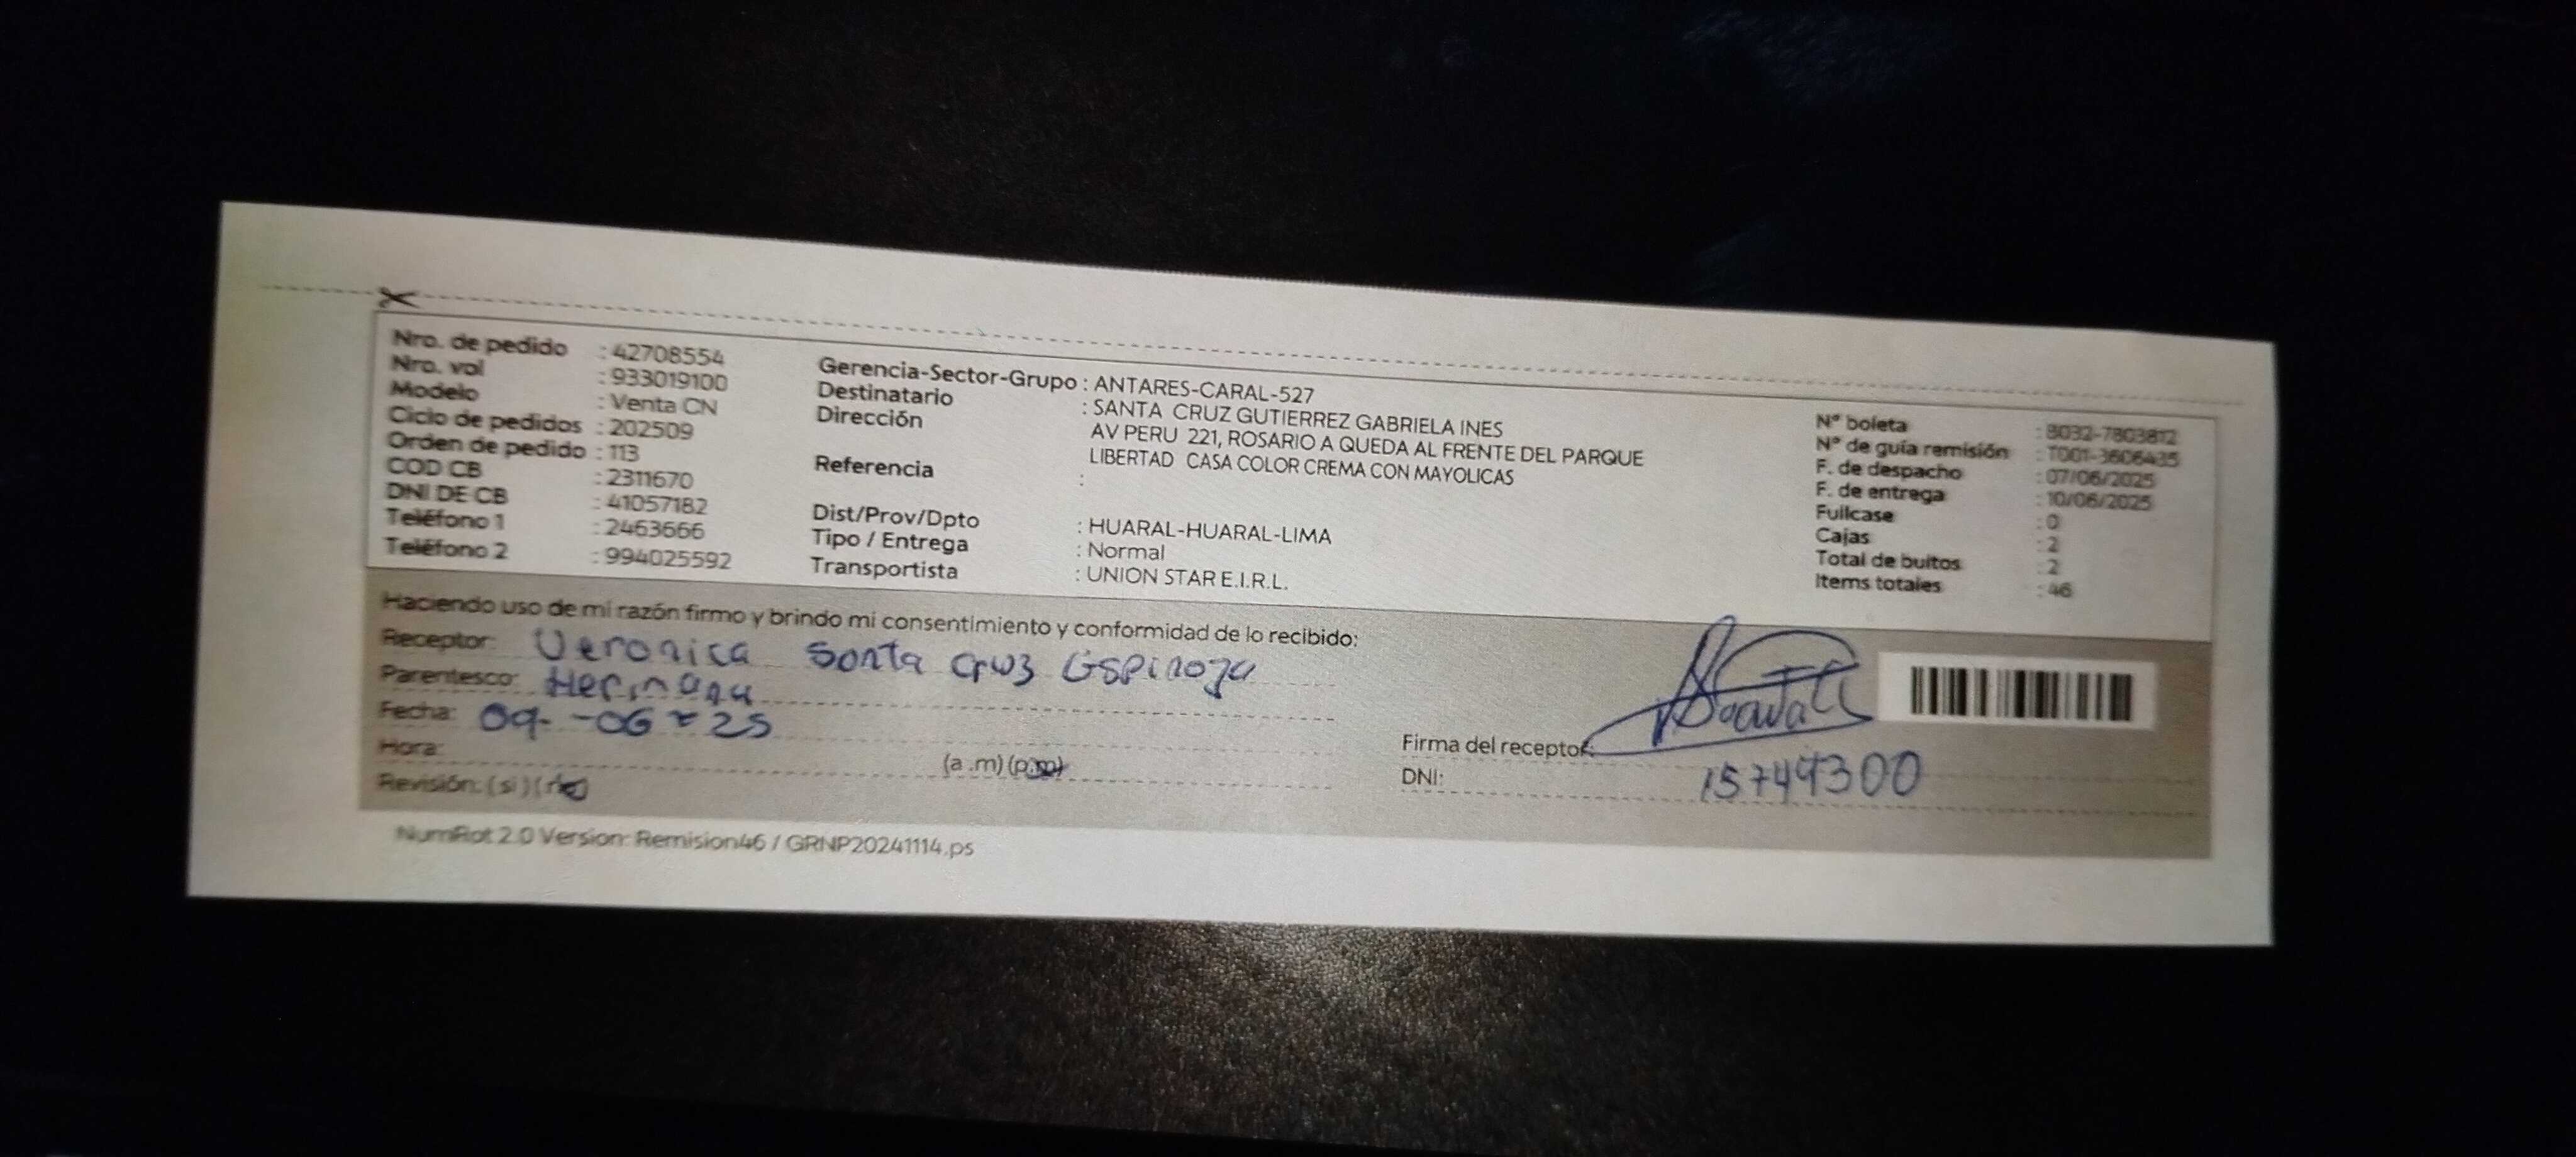 Nro. de pedido : 42708554
Nro. vol : 933019100
Modelo : Venta CN
Ciclo de pedidos : 202509
Orden de pedido : 113
COD CB : 2311670
DNI DE CB : 41057182
Teléfono 1 : 2463666
Teléfono 2 : 994025592
Gerencia-Sector-Grupo : ANTARES-CARAL-527
Destinatario : SANTA CRUZ GUTIERREZ GABRIELA INES
Dirección AV PERU 221, ROSARIO A QUEDA AL FRENTE DEL PARQUE
LIBERTAD CASA COLOR CREMA CON MAYOLICAS
Referencia :
Dist/Prov/Dpto : HUARAL-HUARAL-LIMA
Tipo / Entrega : Normal
Transportista : UNION STAR E.I.R.L.
N° boleta : B032-7803812
N° de guía remisión : T001-3606435
F. de despacho : 07/06/2025
F. de entrega : 10/06/2025
Fullcase : 0
Cajas : 2
Total de bultos : 2
Items totales : 46
Haciendo uso de mi razón firmo y brindo mi consentimiento y conformidad de lo recibido:
Receptor: Veronica Santa Cruz Espinoza
Parentesco: Hermana
Fecha: 09--06-25
Hora: (a .m) (p.m)
Revisión: (si) (no)
Firma del receptor:
DNI: 15744300
NumRot 2.0 Version: Remision46 / GRNP20241114.ps